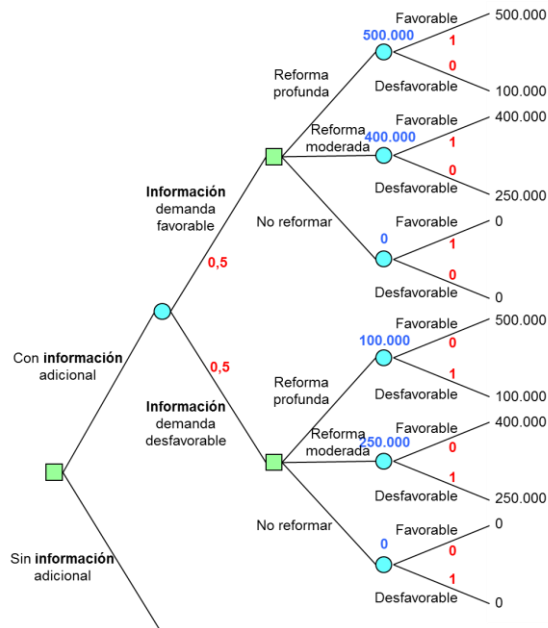 Favorable
500.000
500.000
1
0
Reforma
profunda
Desfavorable
100.000
Favorable
400.000
Reforma
moderada
400.000
1
0
Desfavorable
250.000
Información
demanda
favorable
No reformar
Favorable
0
0
1
0
Desfavorable
0
0,5
Con información
adicional
0,5
Favorable
500.000
100.000
0
1
Reforma
profunda
Desfavorable
100.000
Información
demanda
desfavorable
Favorable
400.000
Reforma
moderada
250.000
0
1
Desfavorable
250.000
No reformar
Favorable
0
0
0
1
Desfavorable
0
Sin información
adicional